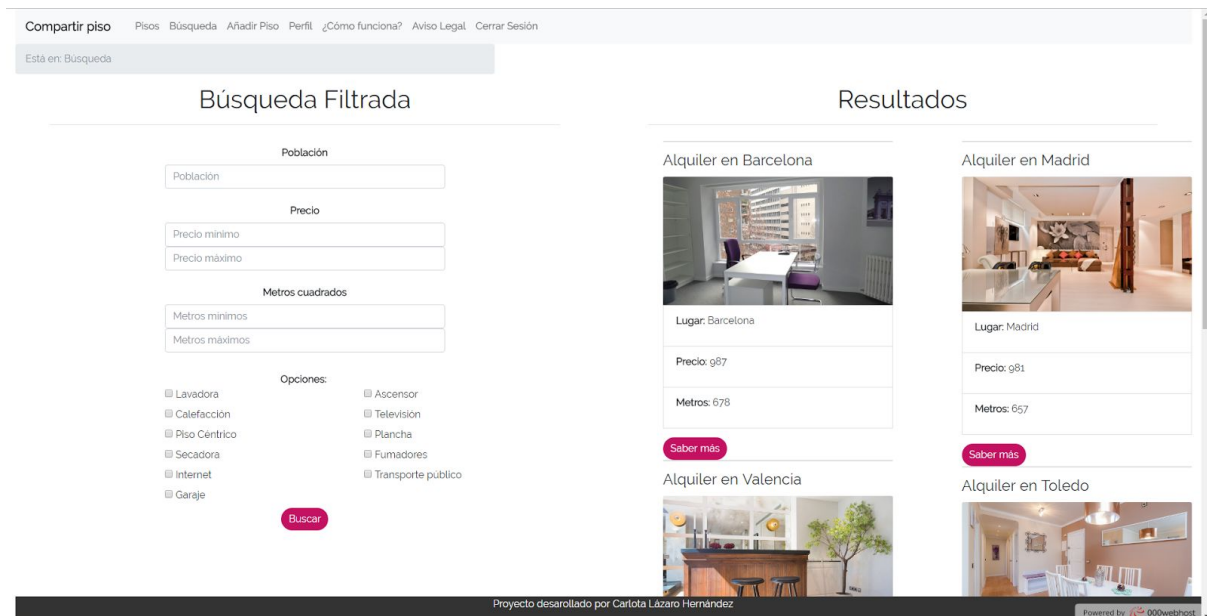 Compartir piso Pisos Búsqueda Añadir Piso Perfil ¿Cómo funciona? Aviso Legal Cerrar Sesión
Está en: Búsqueda
Búsqueda Filtrada
Población
Población
Precio
Precio mínimo
Precio máximo
Metros cuadrados
Metros mínimos
Metros máximos
Opciones:
Lavadora Ascensor
Calefacción Televisión
Piso Céntrico Plancha
Secadora Fumadores
Internet Transporte público
Garaje
Buscar
Resultados
Alquiler en Barcelona
Lugar: Barcelona
Precio: 987
Metros: 678
Saber más
Alquiler en Madrid
Lugar: Madrid
Precio: 981
Metros: 657
Saber más
Alquiler en Valencia
Alquiler en Toledo
Proyecto desarollado por Carlota Lázaro Hernández
Powered by 000webhost